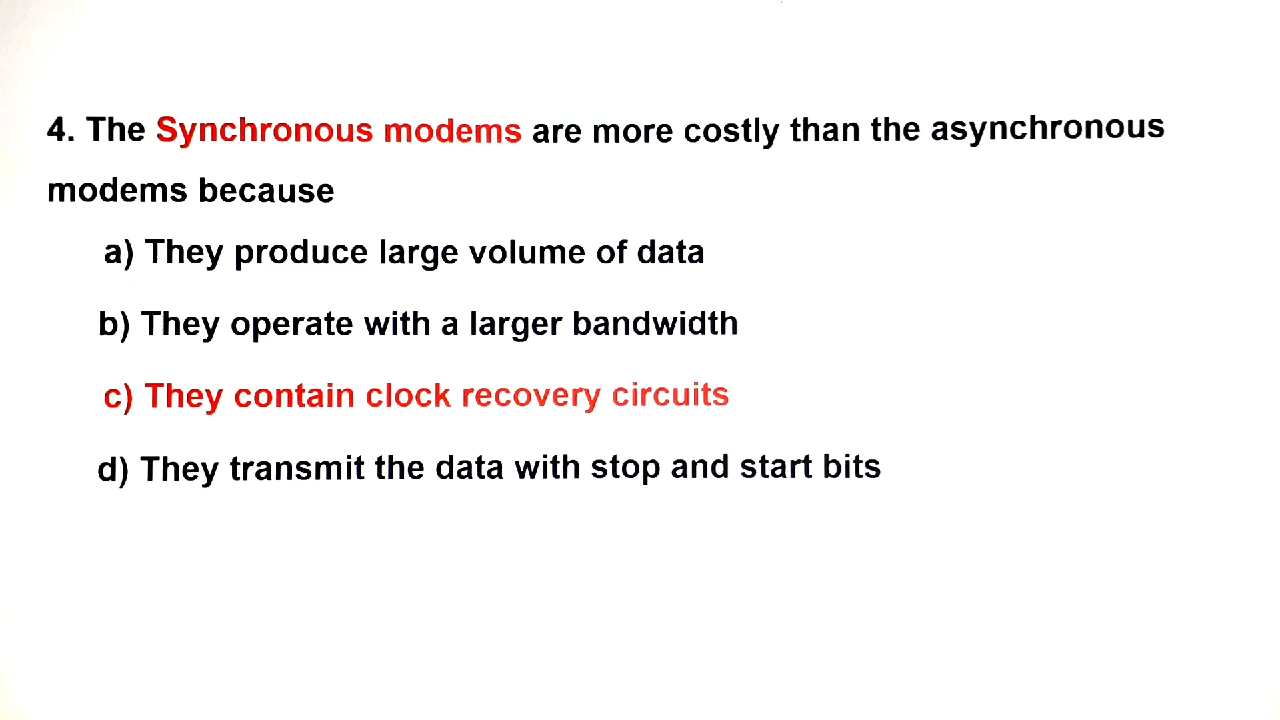 4. The Synchronous modems are more costly than the asynchronous
modems because
a) They produce large volume of data
b) They operate with a larger bandwidth
c) They contain clock recovery circuits
d) They transmit the data with stop and start bits